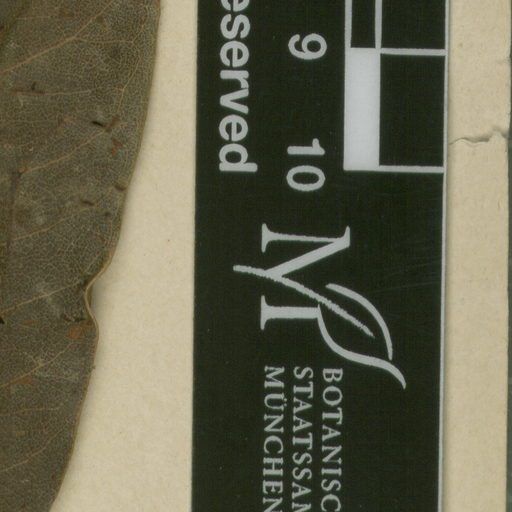 eserved
9 10
M
BOTANISC
STAATSSAM
MÜNCHEN